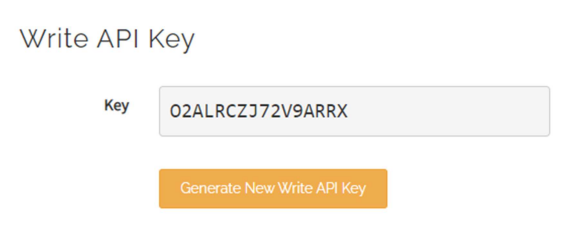 Write API Key
Key
O2ALRCZJ72V9ARRX
Generate New Write API Key